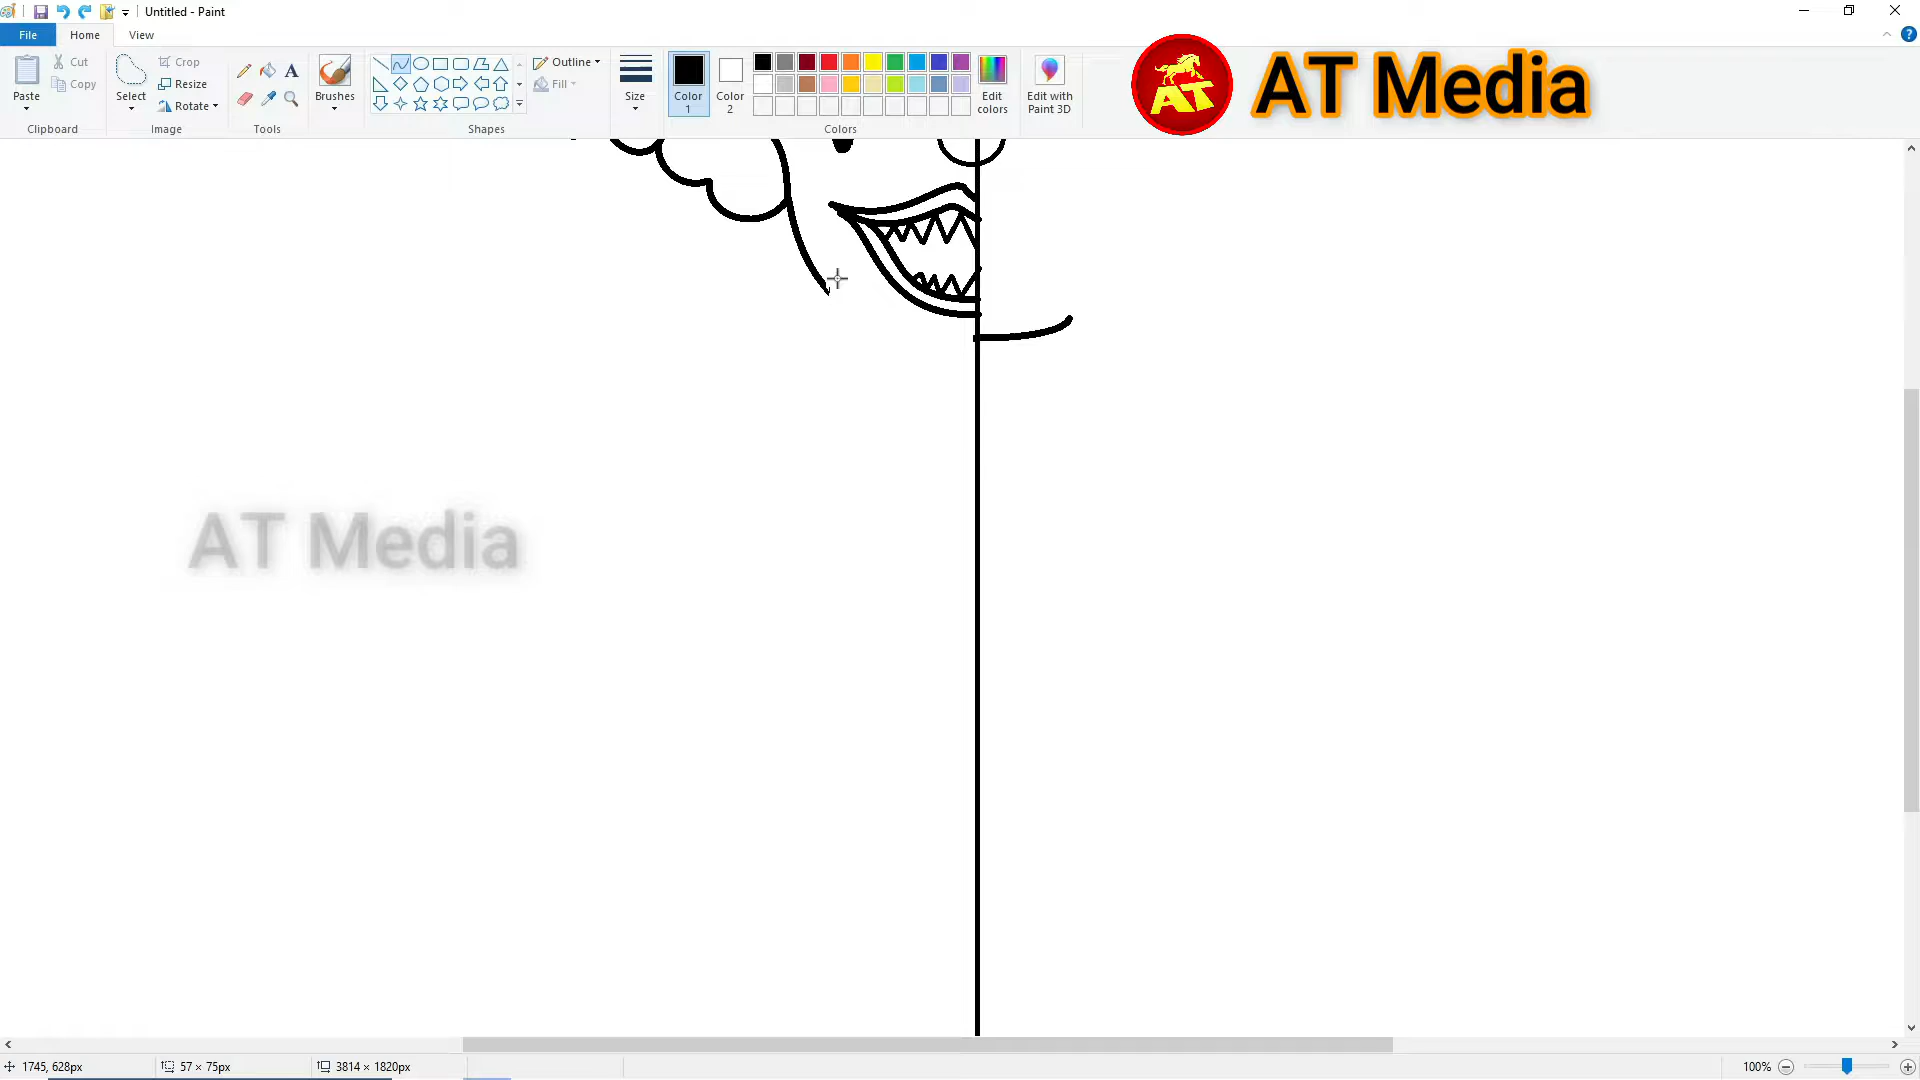 Untitled - Paint
File Home View
Paste Cut Copy Clipboard
Select Crop Resize Rotate Image
Tools
Brushes
Shapes
Outline Fill
Size
Color 1
Color 2
Colors
Edit colors
Edit with Paint 3D
AT
AT Media
AT Media
1745, 628px
57 × 75px
3814 × 1820px
100%